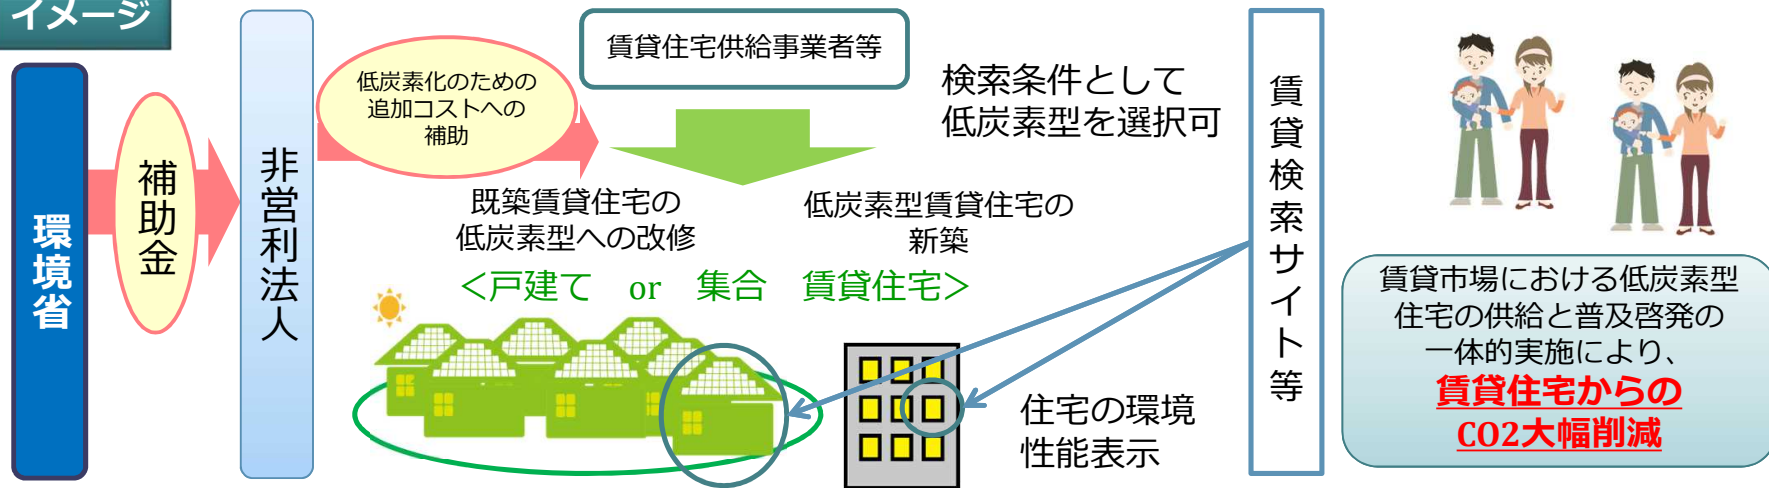 イメージ
環境省
補助金
非営利法人
低炭素化のための
追加コストへの
補助
賃貸住宅供給事業者等
検索条件として
低炭素型を選択可
既築賃貸住宅の
低炭素型への改修
低炭素型賃貸住宅の
新築
<戸建て or 集合 賃貸住宅>
住宅の環境
性能表示
賃貸検索サイト等
賃貸市場における低炭素型
住宅の供給と普及啓発の
一体的実施により、
賃貸住宅からの
CO2大幅削減